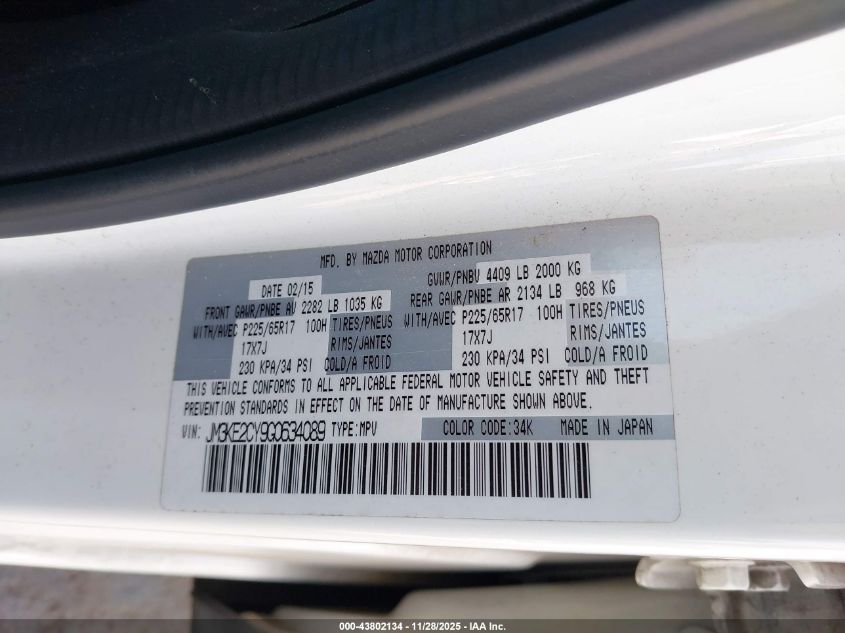 MFD. BY MAZDA MOTOR CORPORATION
DATE 02/15 GVWR/PNBV 4409 LB 2000 KG
FRONT GAWR/PNBE AV 2282 LB 1035 KG REAR GAWR/PNBE AR 2134 LB 968 KG
WITH/AVEC P225/65R17 100H TIRES/PNEUS WITH/AVEC P225/65R17 100H TIRES/PNEUS
17X7J RIMS/JANTES 17X7J RIMS/JANTES
230 KPA/34 PSI COLD/A FROID 230 KPA/34 PSI COLD/A FROID
THIS VEHICLE CONFORMS TO ALL APPLICABLE FEDERAL MOTOR VEHICLE SAFETY AND THEFT
PREVENTION STANDARDS IN EFFECT ON THE DATE OF MANUFACTURE SHOWN ABOVE.
VIN: JM3KE2CY9G0634089 TYPE:MPV COLOR CODE:34K MADE IN JAPAN
000-43802134 - 11/28/2025 - IAA Inc.